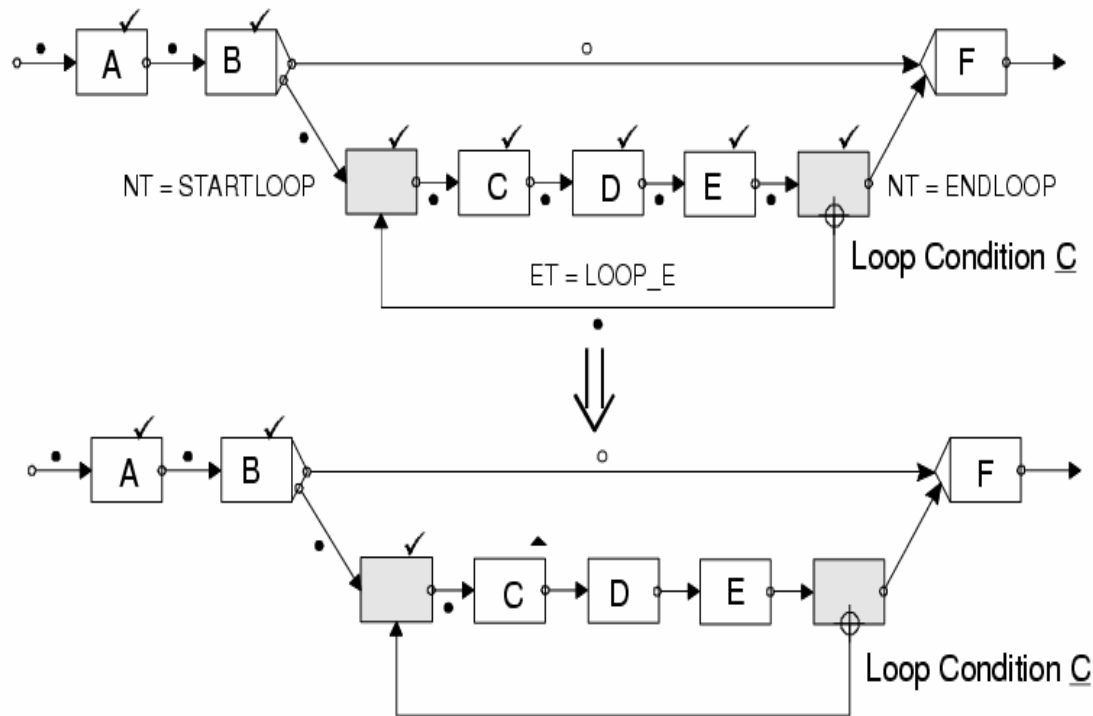 A B F
C D E
NT = STARTLOOP NT = ENDLOOP
Loop Condition C
ET = LOOP_E
A B F
C D E
Loop Condition C